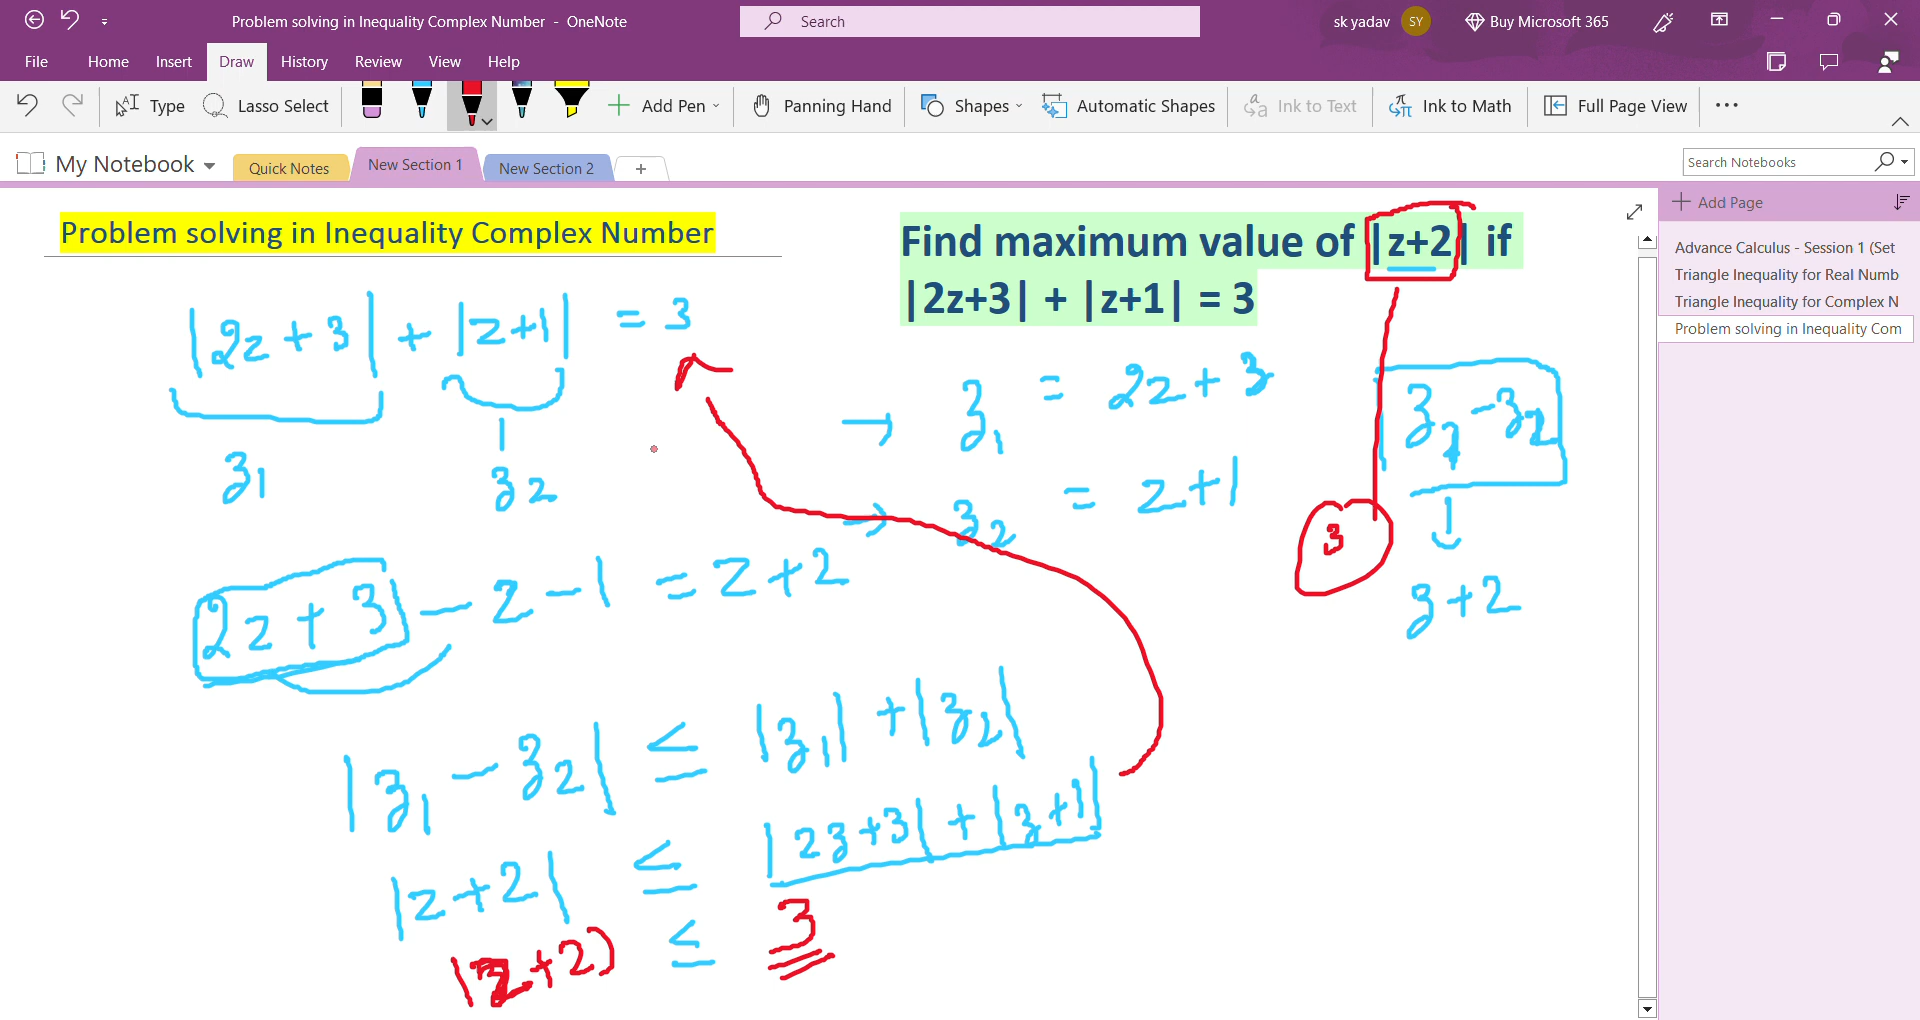 Problem solving in Inequality Complex Number - OneNote
Search
sk yadav SY Buy Microsoft 365
File Home Insert Draw History Review View Help
Type Lasso Select Add Pen Panning Hand Shapes Automatic Shapes Ink to Text Ink to Math Full Page View
My Notebook Quick Notes New Section 1 New Section 2 + Search Notebooks
Add Page
Advance Calculus - Session 1 (Set
Triangle Inequality for Real Numb
Triangle Inequality for Complex N
Problem solving in Inequality Com
Problem solving in Inequality Complex Number
Find maximum value of |z+2| if
|2z+3| + |z+1| = 3
|2z+3| + |z+1| = 3
z1 z2
→ z1 = 2z+3
→ z2 = z+1
z1-z2
↓
z+2
3
2z+3 - z - 1 = z+2
|z1 - z2| ≤ |z1| + |z2|
|z+2| ≤ |2z+3| + |z+1|
|z+2) ≤ 3